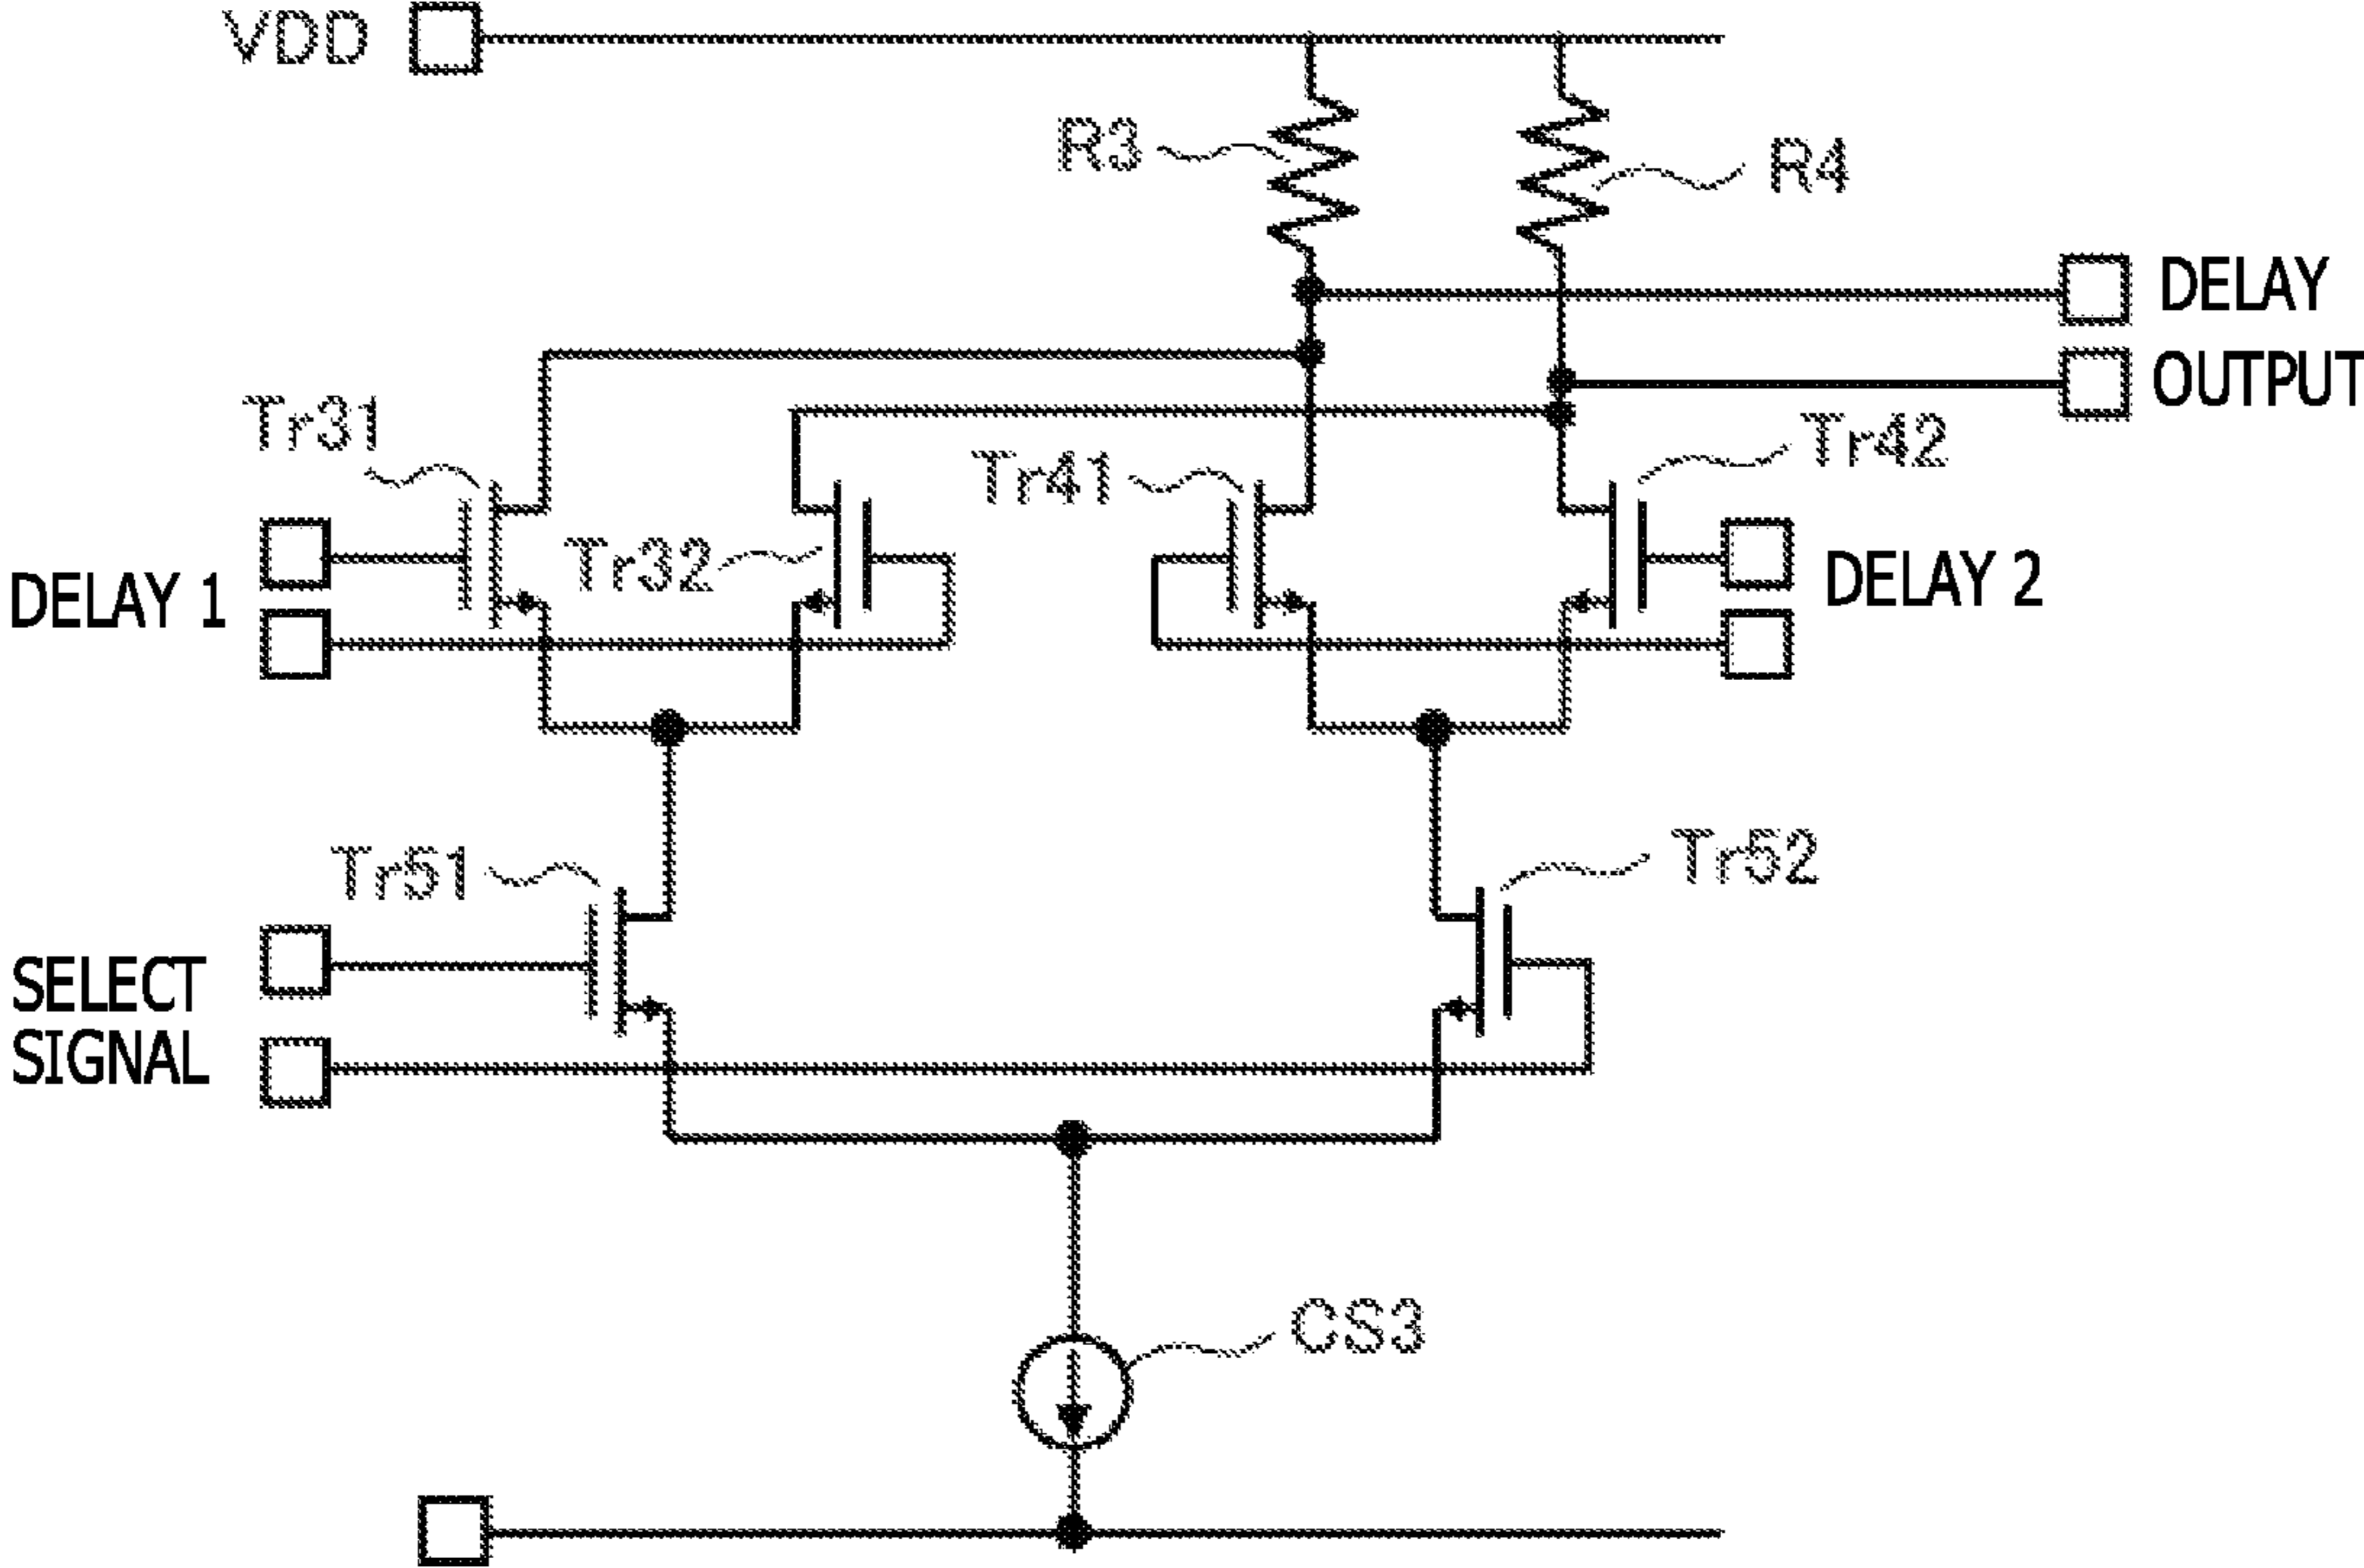 VDD
R3
R4
DELAY
OUTPUT
Tr31
Tr32
Tr41
Tr42
DELAY 1
DELAY 2
Tr51
Tr52
SELECT
SIGNAL
CS3